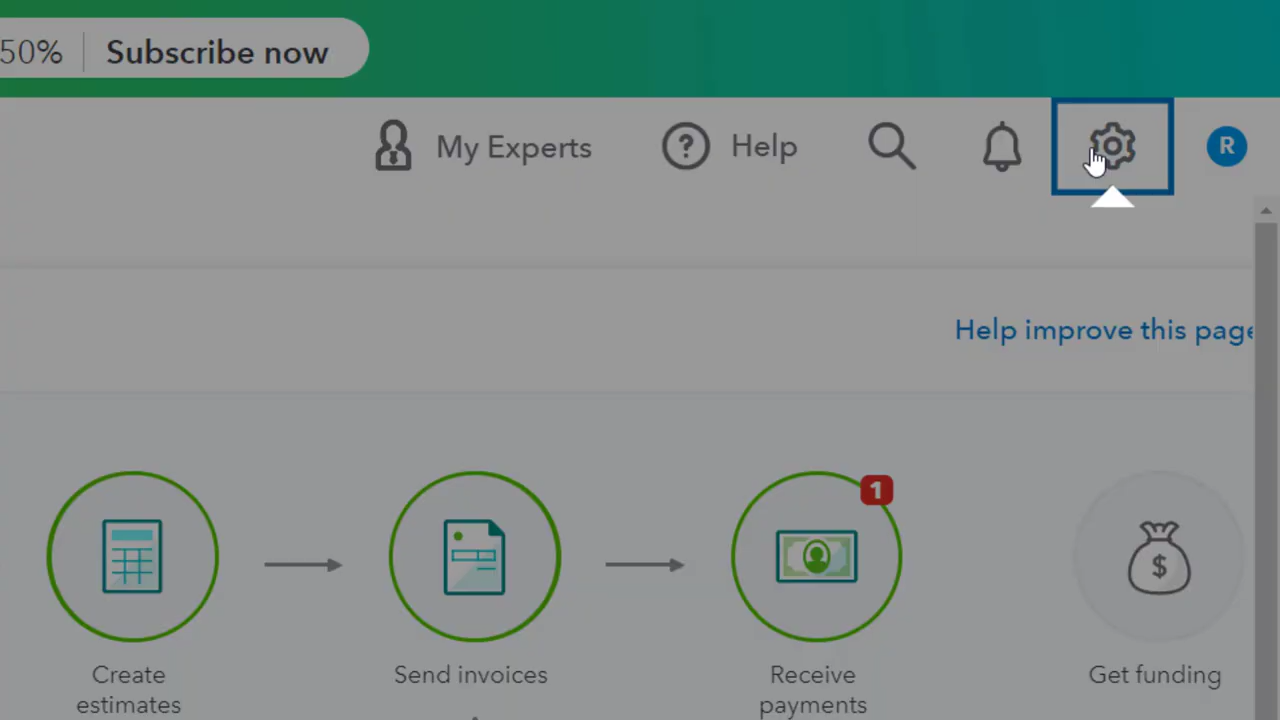 50% Subscribe now
My Experts ? Help R
Help improve this page
1
$
Create
estimates
Send invoices
Receive
payments
Get funding